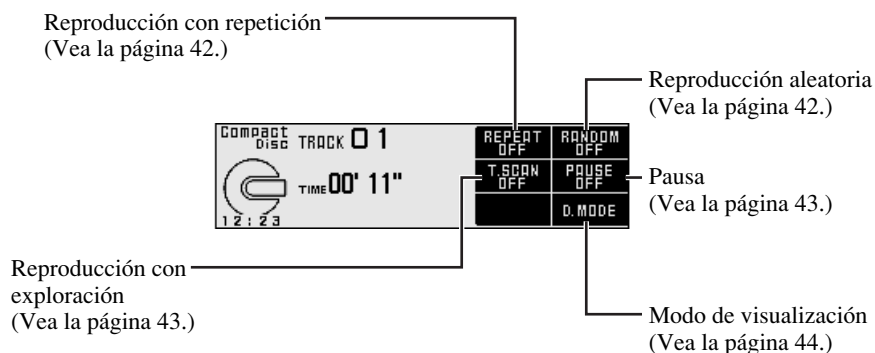 Reproducción con repetición
(Vea la página 42.)
Reproducción aleatoria
(Vea la página 42.)
Compact
Disc
TRACK 01
TIME 00' 11"
12:23
REPEAT
OFF
RANDOM
OFF
T.SCAN
OFF
PAUSE
OFF
D.MODE
Pausa
(Vea la página 43.)
Reproducción con
exploración
(Vea la página 43.)
Modo de visualización
(Vea la página 44.)